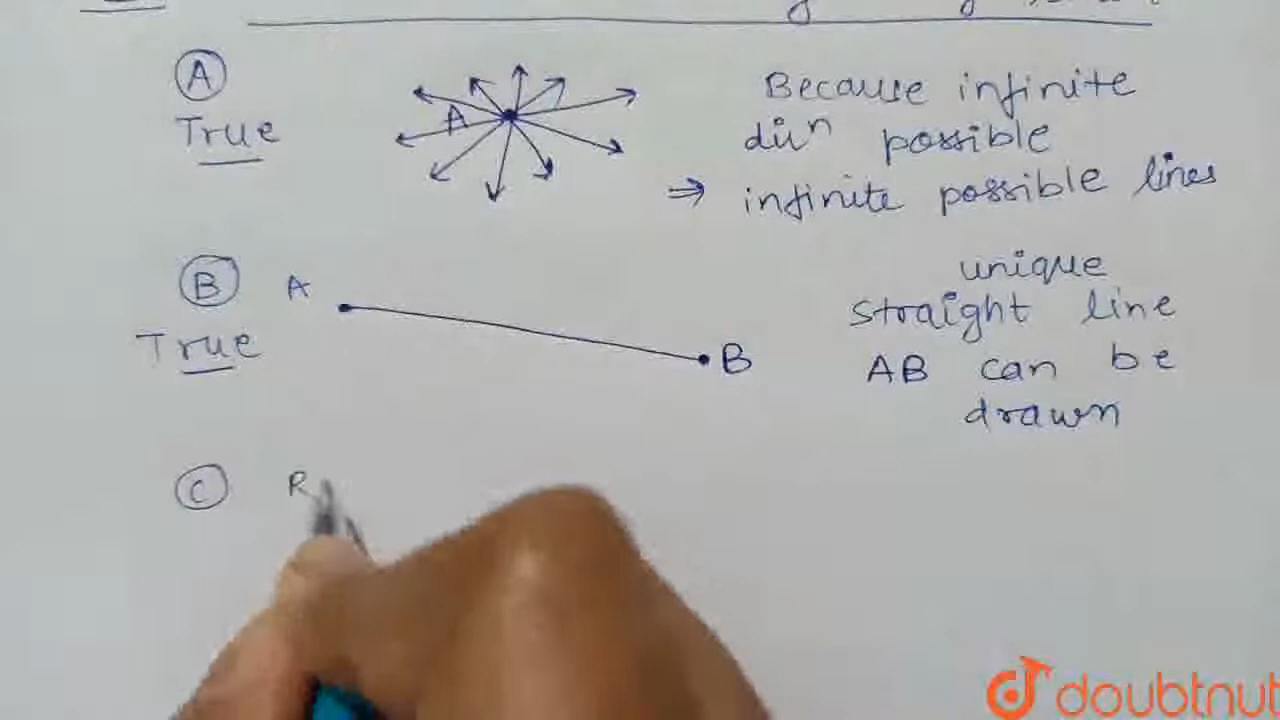 A
True
A
Because infinite
dirⁿ possible
⇒ infinite possible lines
B
True
A
B
unique
straight line
AB can be
drawn
C
R
doubtnut